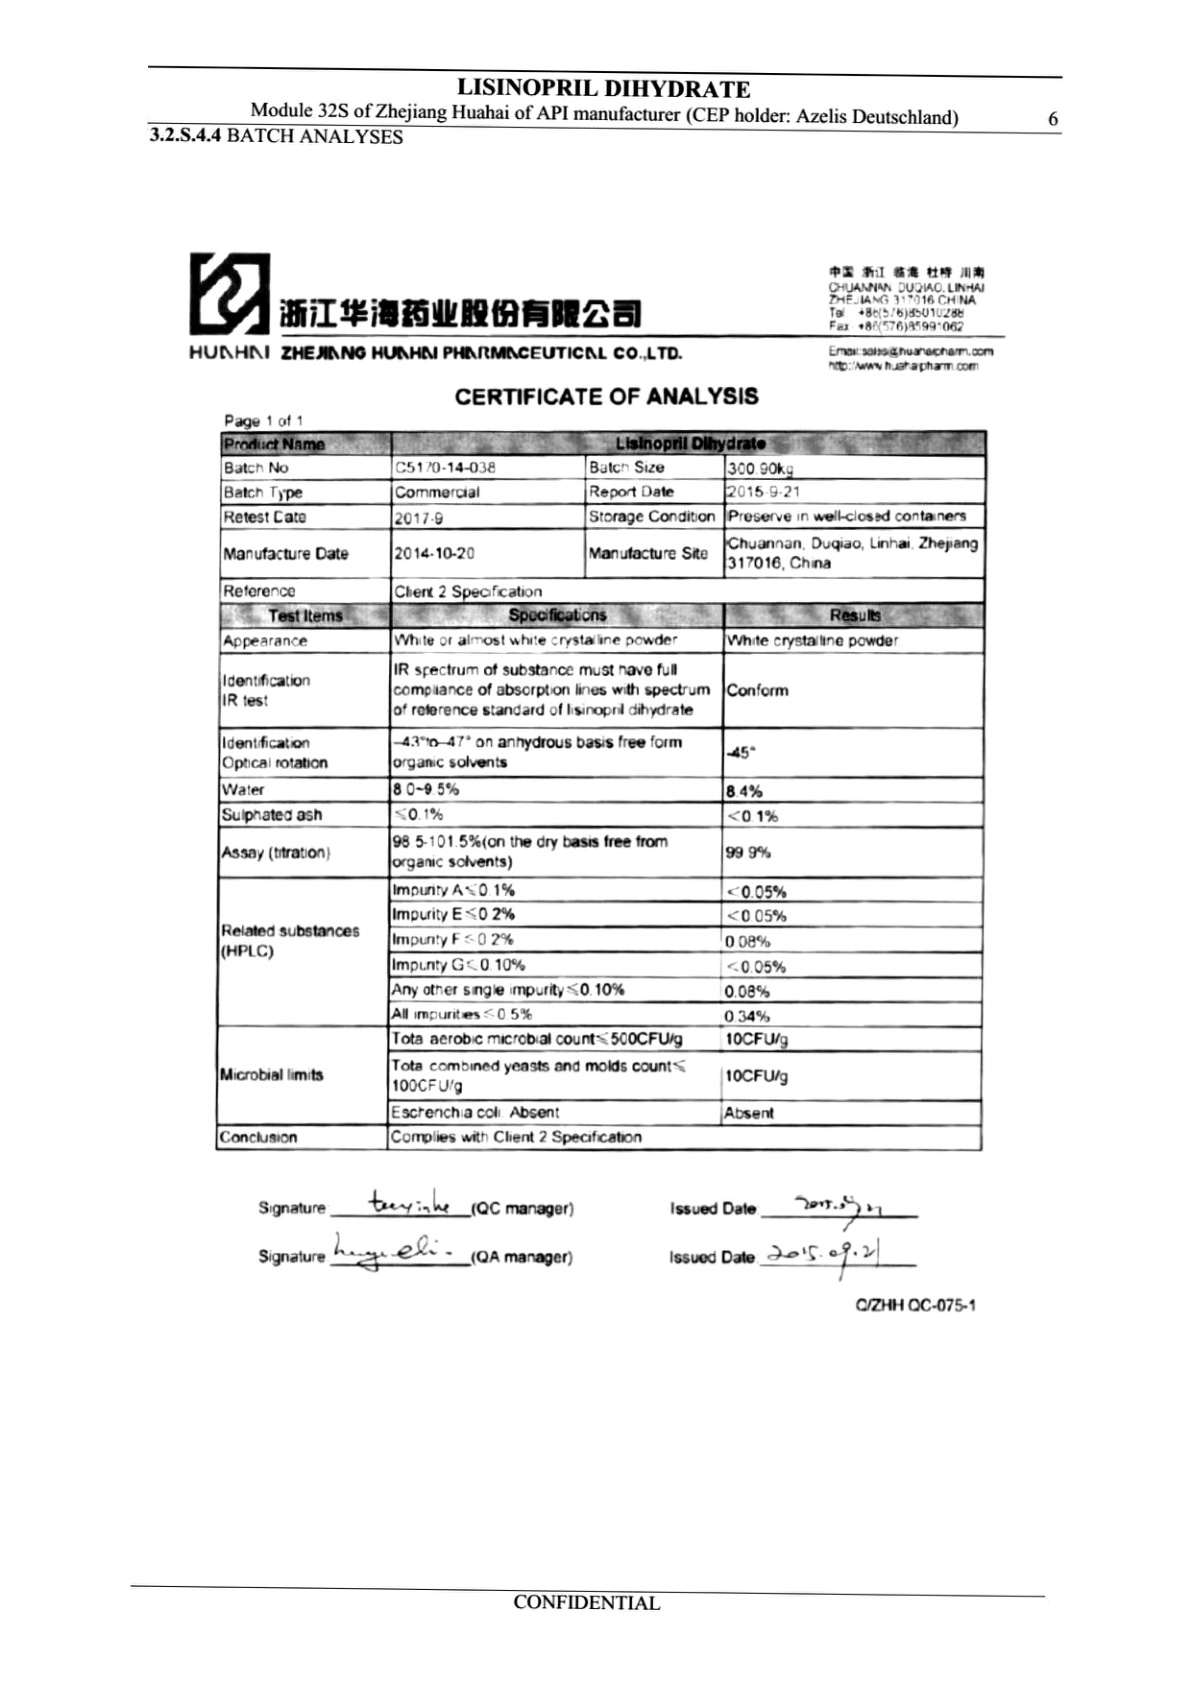 LISINOPRIL DIHYDRATE
Module 32S of Zhejiang Huahai of API manufacturer (CEP holder: Azelis Deutschland) 6
3.2.S.4.4 BATCH ANALYSES
中国 浙江 临海 杜桥 川南
CHUANNAN DUQIAO, LINHAI
ZHEJIANG 317016 CHINA
浙江华海药业股份有限公司
Tel +86(576)85010288
Fax +86(576)85991062
HUAHAI ZHEJIANG HUAHAI PHARMACEUTICAL CO.,LTD.
Email:sales@huahaipharm.com
http://www.huahaipharm.com
CERTIFICATE OF ANALYSIS
Page 1 of 1
Product Name Lisinopril Dihydrate
Batch No C5170-14-038 Batch Size 300.90kg
Batch Type Commercial Report Date 2015-9-21
Retest Date 2017-9 Storage Condition Preserve in well-closed containers
Manufacture Date 2014-10-20 Manufacture Site Chuannan, Duqiao, Linhai, Zhejiang
317016, China
Reference Client 2 Specification
Test Items Specifications Results
Appearance White or almost white crystalline powder White crystalline powder
Identification
IR test
IR spectrum of substance must have full
compliance of absorption lines with spectrum
of reference standard of lisinopril dihydrate
Conform
Identification
Optical rotation
-43°to-47° on anhydrous basis free form
organic solvents
-45°
Water 8.0~9.5% 8.4%
Sulphated ash ≤0.1% <0.1%
Assay (titration)
98.5-101.5%(on the dry basis free from
organic solvents)
99.9%
Related substances
(HPLC)
Impurity A≤0.1% <0.05%
Impurity E≤0.2% <0.05%
Impurity F≤0.2% 0.08%
Impurity G≤0.10% <0.05%
Any other single impurity≤0.10% 0.08%
All impurities≤0.5% 0.34%
Microbial limits
Total aerobic microbial count≤500CFU/g 10CFU/g
Total combined yeasts and molds count≤
100CFU/g
10CFU/g
Escherichia coli Absent Absent
Conclusion Complies with Client 2 Specification
Signature (QC manager) Issued Date:
Signature (QA manager) Issued Date: 2015.09.21
C/ZHH QC-075-1
CONFIDENTIAL